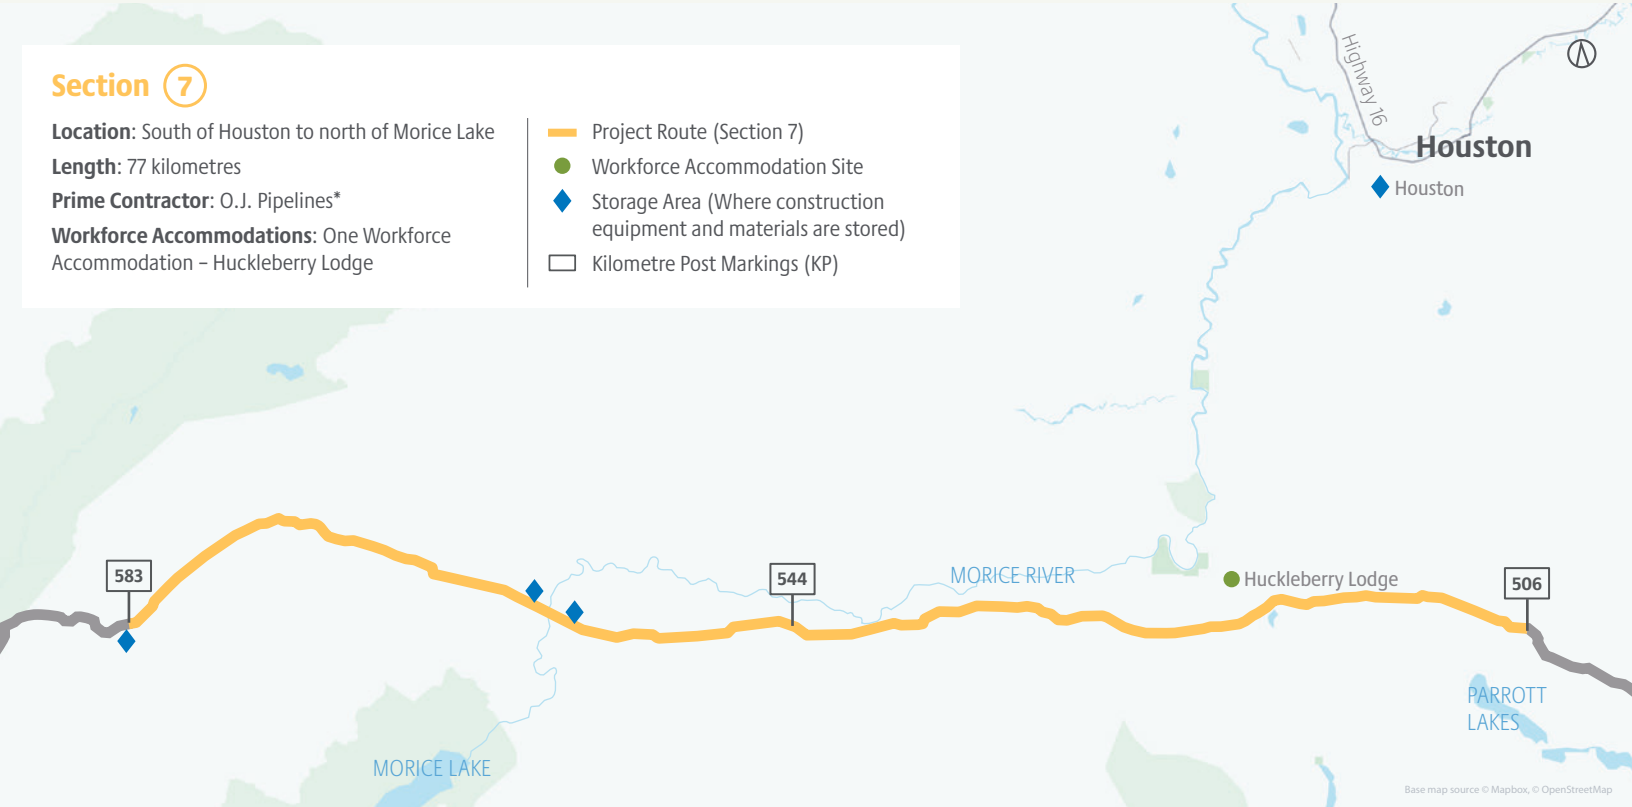 Section 7
Location: South of Houston to north of Morice Lake
Length: 77 kilometres
Prime Contractor: O.J. Pipelines*
Workforce Accommodations: One Workforce
Accommodation – Huckleberry Lodge
Project Route (Section 7)
Workforce Accommodation Site
Storage Area (Where construction
equipment and materials are stored)
Kilometre Post Markings (KP)
Highway 16
Houston
Houston
583
544
MORICE RIVER
Huckleberry Lodge
506
PARROTT
LAKES
MORICE LAKE
Base map source © Mapbox, © OpenStreetMap